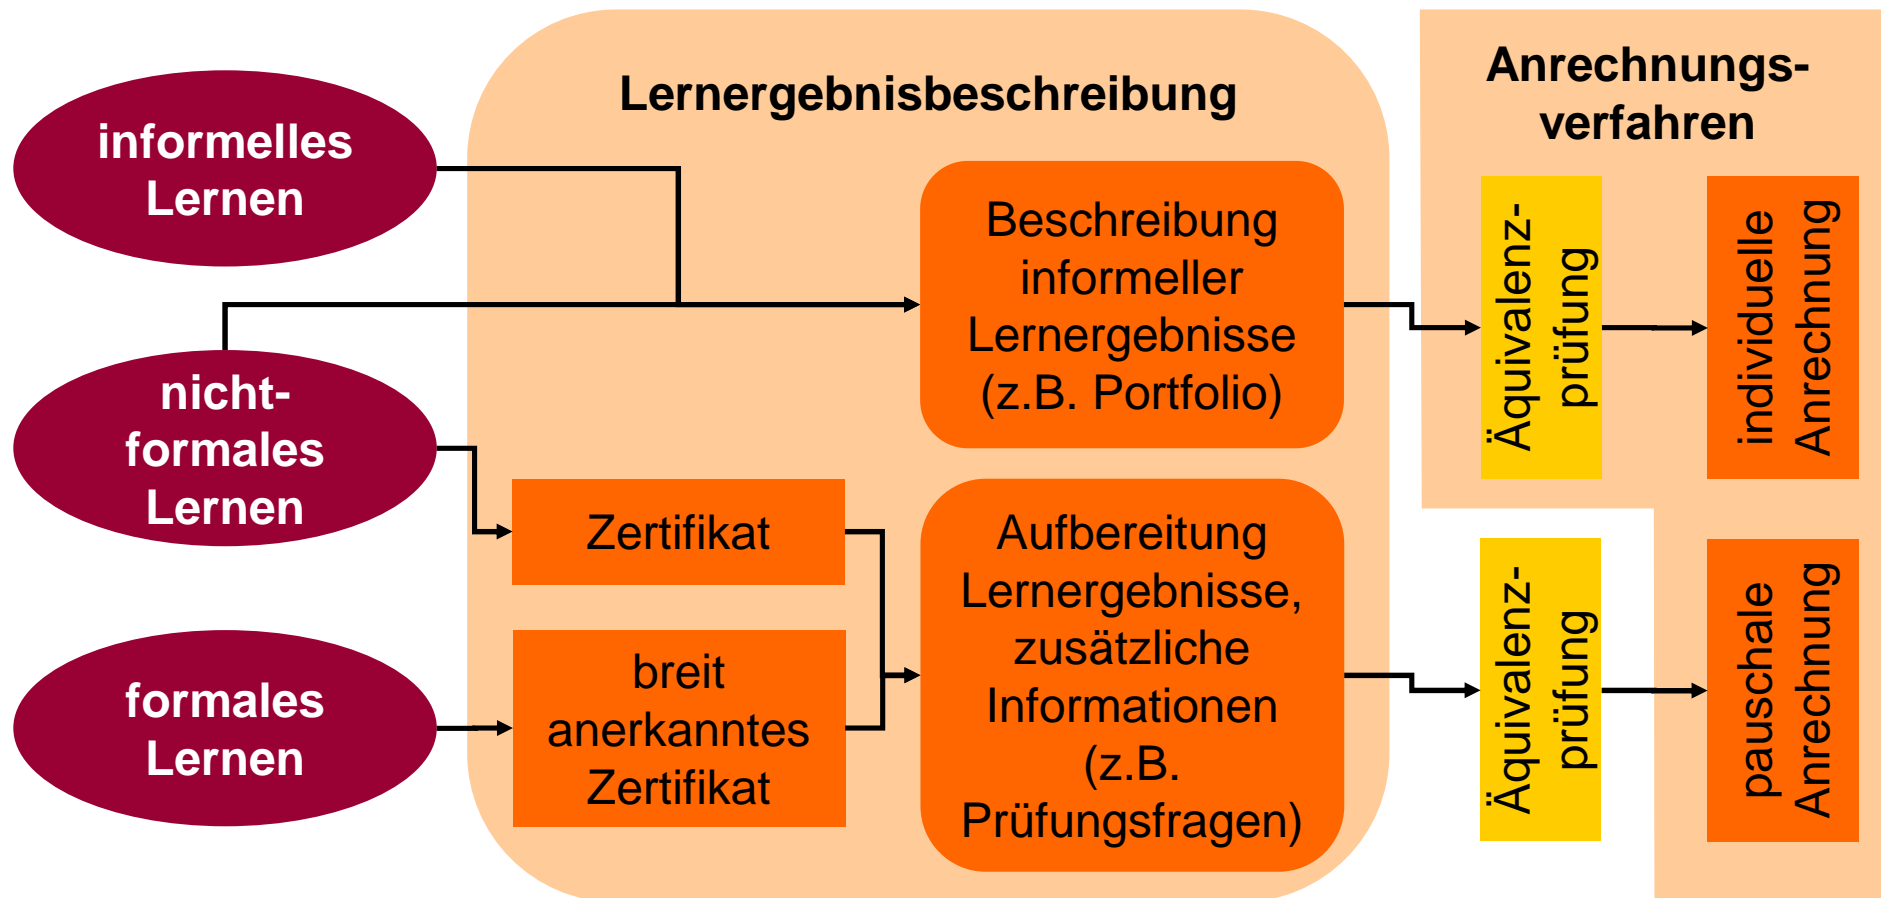 Lernergebnisbeschreibung
Anrechnungs-
verfahren
informelles
Lernen
nicht-
formales
Lernen
formales
Lernen
Zertifikat
breit
anerkanntes
Zertifikat
Beschreibung
informeller
Lernergebnisse
(z.B. Portfolio)
Aufbereitung
Lernergebnisse,
zusätzliche
Informationen
(z.B.
Prüfungsfragen)
Äquivalenz-
prüfung
individuelle
Anrechnung
Äquivalenz-
prüfung
pauschale
Anrechnung